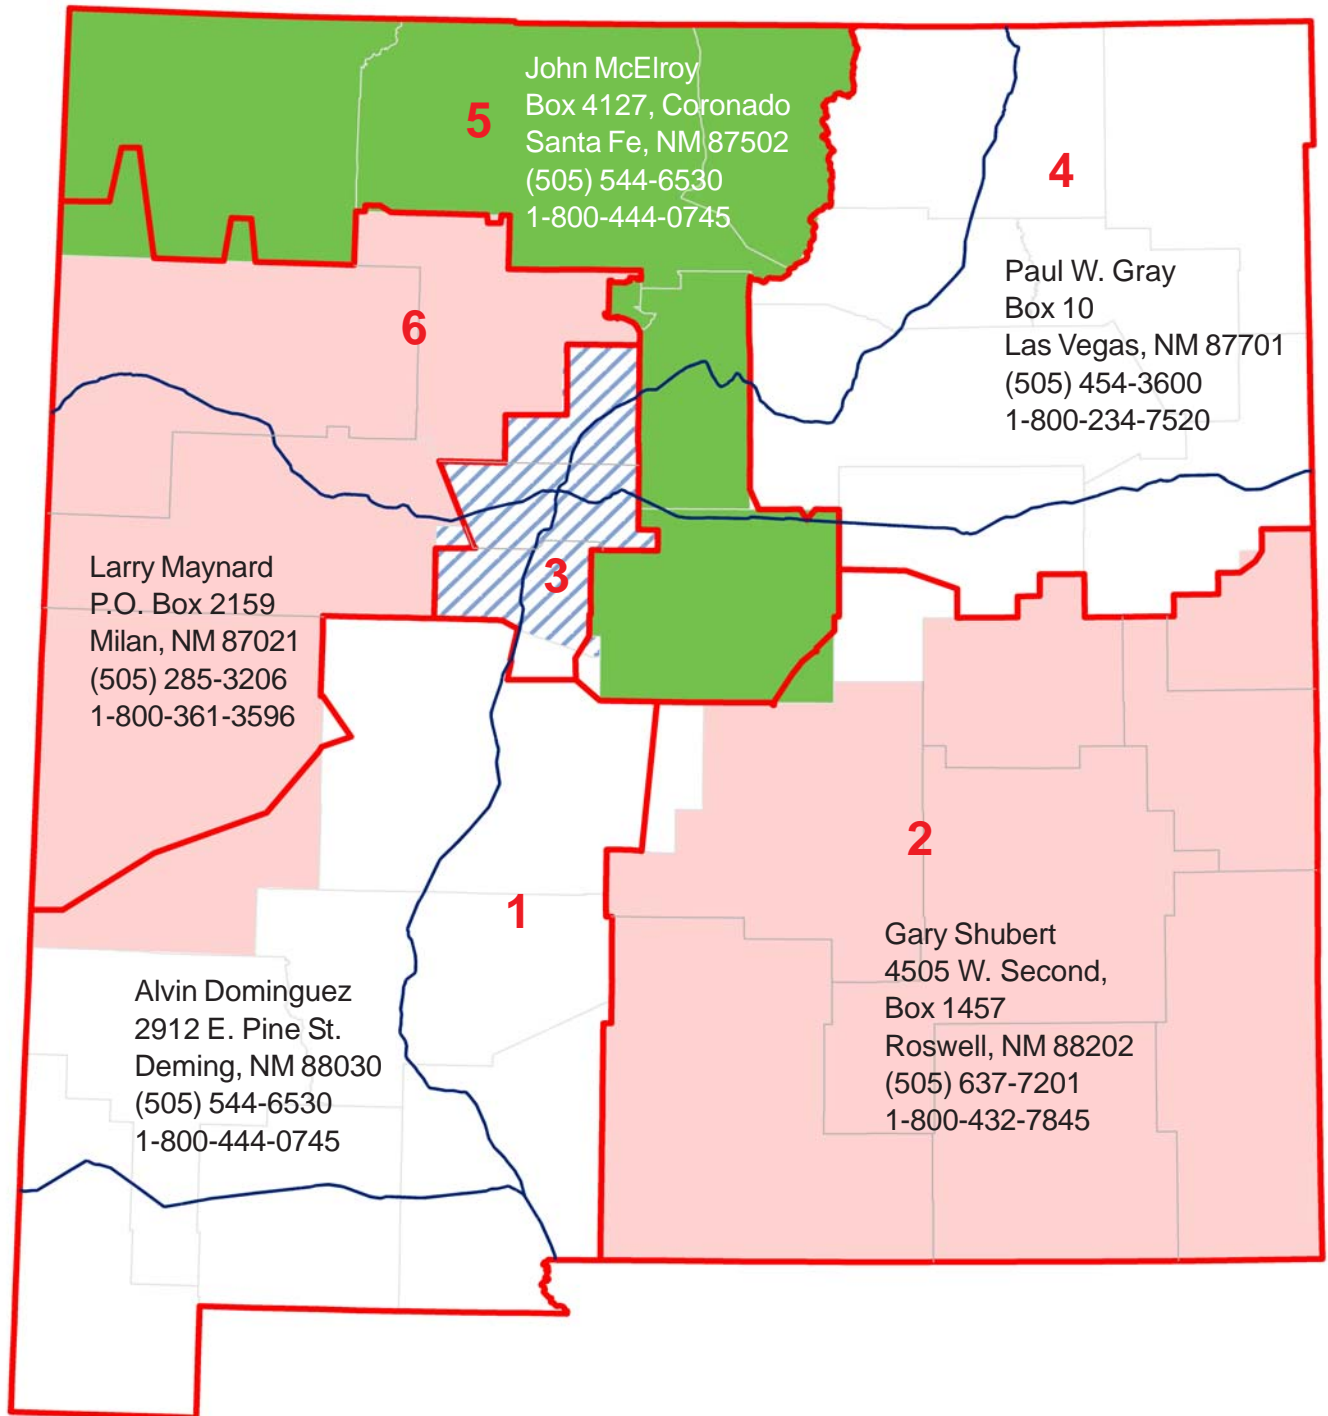 5
John McElroy
Box 4127, Coronado
Santa Fe, NM 87502
(505) 544-6530
1-800-444-0745
4
Paul W. Gray
Box 10
Las Vegas, NM 87701
(505) 454-3600
1-800-234-7520
6
3
Larry Maynard
P.O. Box 2159
Milan, NM 87021
(505) 285-3206
1-800-361-3596
2
1
Gary Shubert
4505 W. Second,
Box 1457
Roswell, NM 88202
(505) 637-7201
1-800-432-7845
Alvin Dominguez
2912 E. Pine St.
Deming, NM 88030
(505) 544-6530
1-800-444-0745